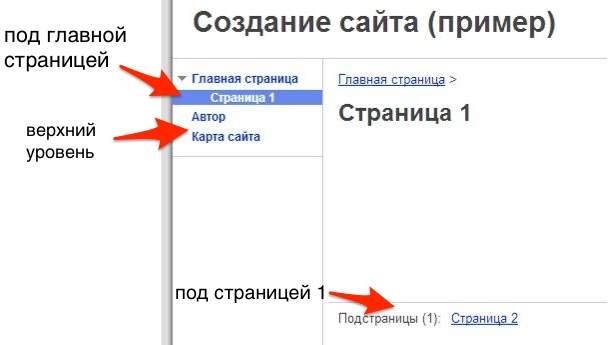 Создание сайта (пример)
под главной
страницей
Главная страница
Страница 1
Автор
Карта сайта
верхний
уровень
Главная страница >
Страница 1
под страницей 1
Подстраницы (1): Страница 2